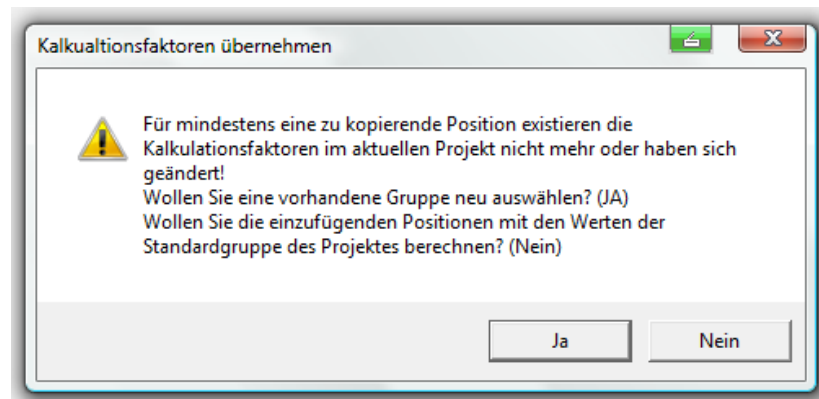 Kalkualtionsfaktoren übernehmen
Für mindestens eine zu kopierende Position existieren die
Kalkulationsfaktoren im aktuellen Projekt nicht mehr oder haben sich
geändert!
Wollen Sie eine vorhandene Gruppe neu auswählen? (JA)
Wollen Sie die einzufügenden Positionen mit den Werten der
Standardgruppe des Projektes berechnen? (Nein)
Ja
Nein